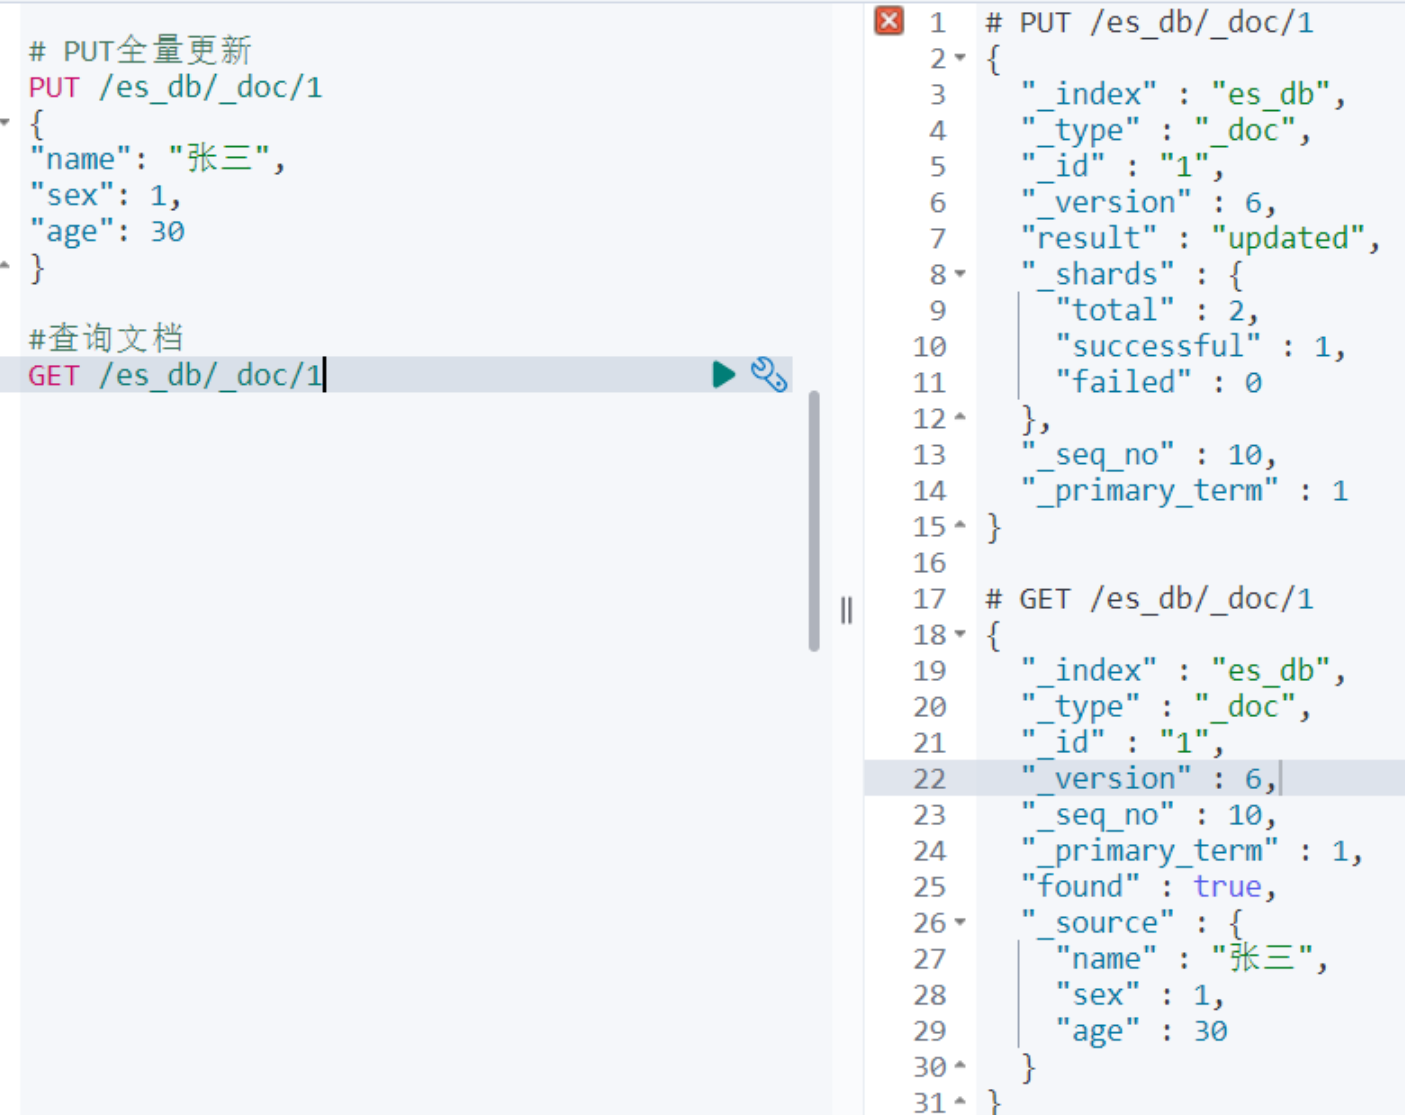 # PUT全量更新
PUT /es_db/_doc/1
{
"name": "张三",
"sex": 1,
"age": 30
}
#查询文档
GET /es_db/_doc/1
1 # PUT /es_db/_doc/1
2 {
3 "_index" : "es_db",
4 "_type" : "_doc",
5 "_id" : "1",
6 "_version" : 6,
7 "result" : "updated",
8 "_shards" : {
9 "total" : 2,
10 "successful" : 1,
11 "failed" : 0
12 },
13 "_seq_no" : 10,
14 "_primary_term" : 1
15 }
16
17 # GET /es_db/_doc/1
18 {
19 "_index" : "es_db",
20 "_type" : "_doc",
21 "_id" : "1",
22 "_version" : 6,
23 "_seq_no" : 10,
24 "_primary_term" : 1,
25 "found" : true,
26 "_source" : {
27 "name" : "张三",
28 "sex" : 1,
29 "age" : 30
30 }
31 }